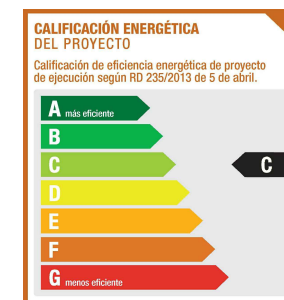 CALIFICACIÓN ENERGÉTICA
DEL PROYECTO
Calificación de eficiencia energética de proyecto
de ejecución según RD 235/2013 de 5 de abril.
A más eficiente
B
C C
D
E
F
G menos eficiente